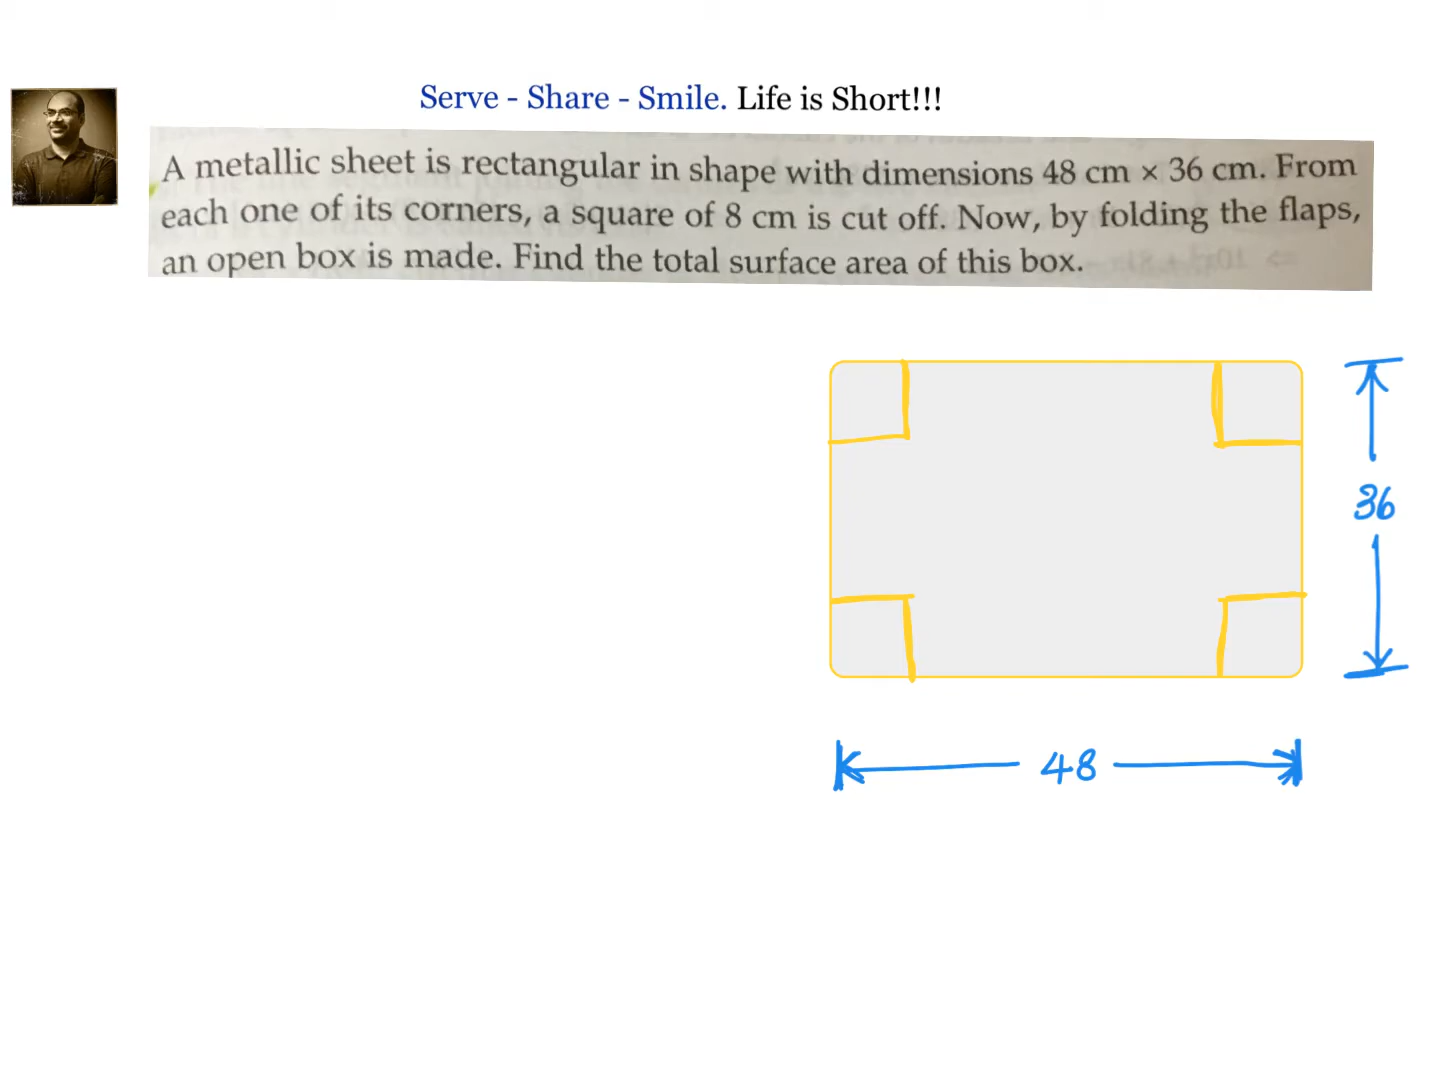 Serve - Share - Smile. Life is Short!!!
A metallic sheet is rectangular in shape with dimensions 48 cm × 36 cm. From
each one of its corners, a square of 8 cm is cut off. Now, by folding the flaps,
an open box is made. Find the total surface area of this box.
36
48